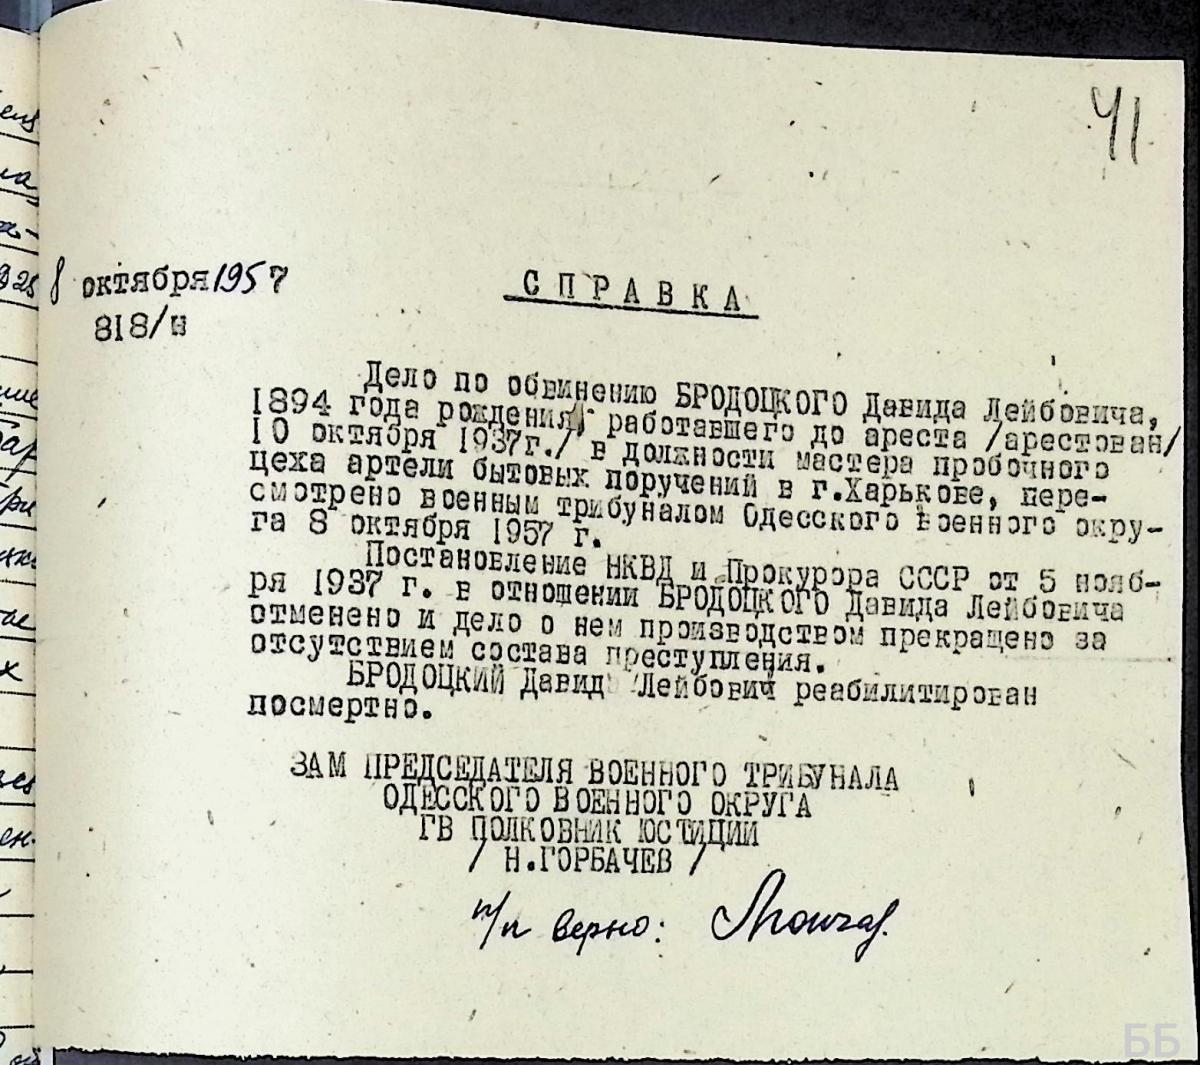 41.
8 октября 1957
818/н
СПРАВКА
Дело по обвинению БРОДОЦКОГО Давида Лейбовича,
1894 года рождения, работавшего до ареста /арестован/
10 октября 1937г./ в должности мастера пробочного
цеха артели бытовых поручений в г.Харькове, пере-
смотрено военным трибуналом Одесского военного окру-
га 8 октября 1957 г.
Постановление НКВД и Прокурора СССР от 5 нояб-
ря 1937 г. в отношении БРОДОЦКОГО Давида Лейбовича
отменено и дело о нем производством прекращено за
отсутствием состава преступления.
БРОДОЦКИЙ Давид Лейбович реабилитирован
посмертно.
ЗАМ ПРЕДСЕДАТЕЛЯ ВОЕННОГО ТРИБУНАЛА
ОДЕССКОГО ВОЕННОГО ОКРУГА
ГВ ПОЛКОВНИК ЮСТИЦИИ
/ Н.ГОРБАЧЕВ /
п/п верно:
ББ